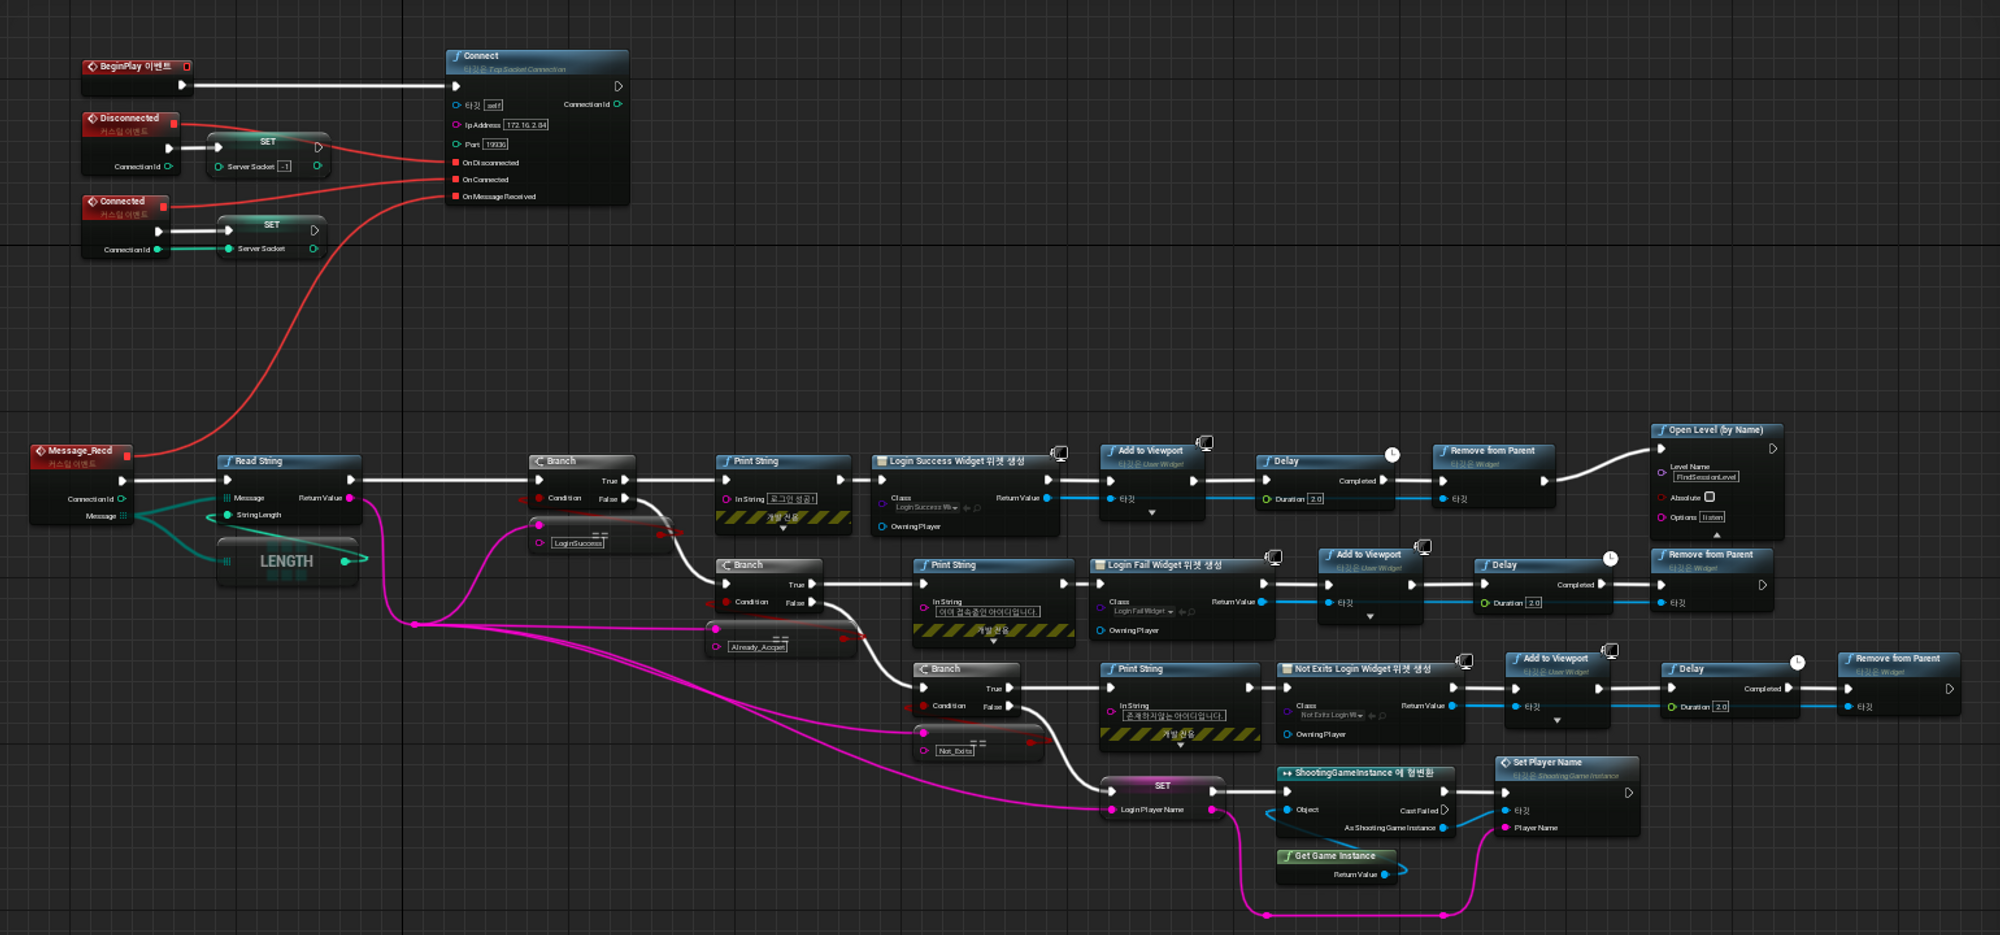 BeginPlay 이벤트
Connect
타깃은 Tcp Socket Connection
타깃 self
Connection Id
Ip Address 172.16.2.84
Port 19936
On Disconnected
On Connected
On Message Received
Disconnected
커스텀 이벤트
Connection Id
SET
Server Socket -1
Connected
커스텀 이벤트
Connection Id
SET
Server Socket
Message_Recd
커스텀 이벤트
Connection Id
Message
Read String
Message
Return Value
String Length
LENGTH
Branch
True
Condition
False
==
LoginSuccess
Print String
In String 로그인 성공!
개발 전용
Login Success Widget 위젯 생성
Class
Login Success Wi
Return Value
Owning Player
Add to Viewport
타깃은 User Widget
타깃
Delay
Completed
Duration 2.0
Remove from Parent
타깃은 Widget
타깃
Open Level (by Name)
Level Name
FindSessionLevel
Absolute
Options listen
Branch
True
Condition
False
==
Print String
In String
이미 접속중인 아이디입니다.
개발 전용
Login Fail Widget 위젯 생성
Class
Login Fail Widget
Return Value
Owning Player
Add to Viewport
타깃은 User Widget
타깃
Delay
Completed
Duration 2.0
Remove from Parent
타깃은 Widget
타깃
Branch
True
Condition
False
==
Not_Exits
Print String
In String
존재하지않는 아이디입니다.
개발 전용
Not Exits Login Widget 위젯 생성
Class
Not Exits Login Wi
Return Value
Owning Player
Add to Viewport
타깃은 User Widget
타깃
Delay
Completed
Duration 2.0
Remove from Parent
타깃은 Widget
타깃
SET
Login Player Name
ShootingGameInstance 에 형변환
Object
Cast Failed
As Shooting Game Instance
Get Game Instance
Return Value
Set Player Name
타깃은 Shooting Game Instance
타깃
Player Name